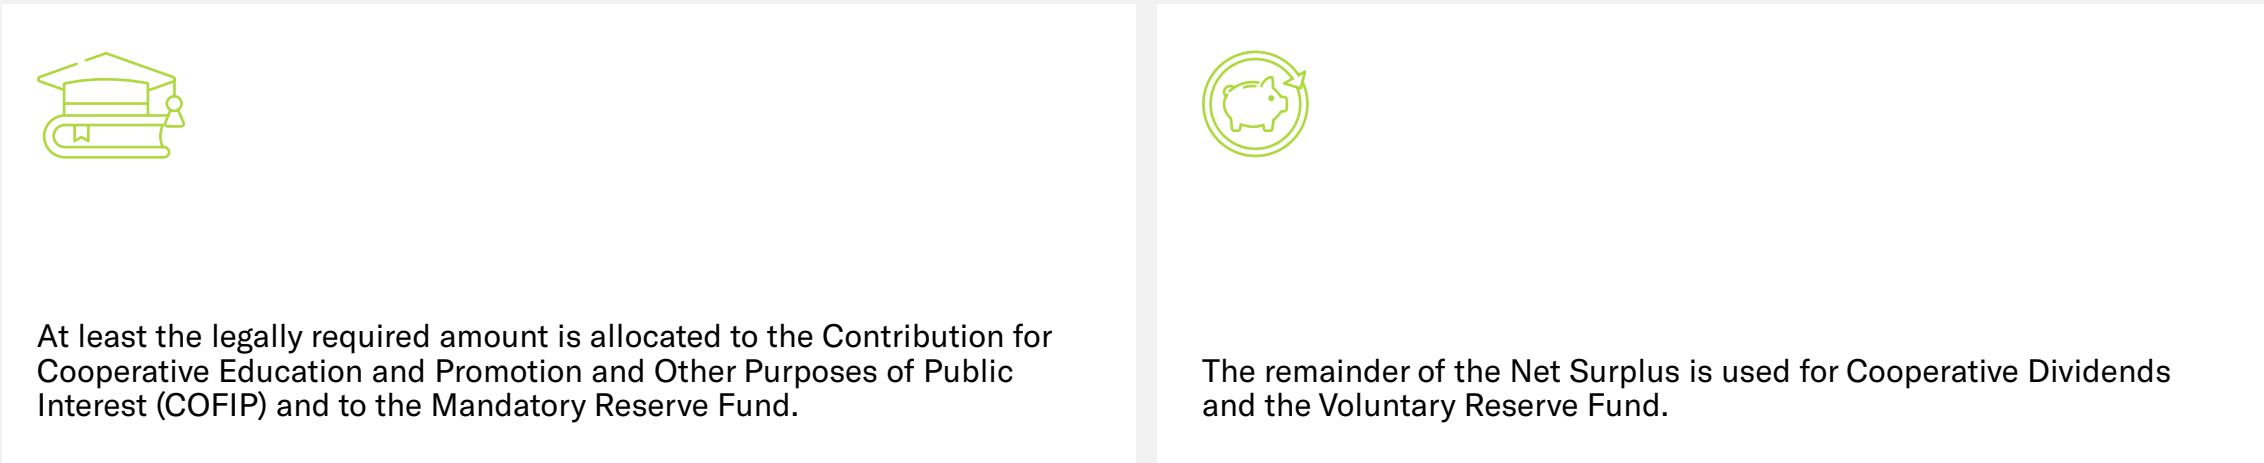 At least the legally required amount is allocated to the Contribution for
Cooperative Education and Promotion and Other Purposes of Public
Interest (COFIP) and to the Mandatory Reserve Fund.
The remainder of the Net Surplus is used for Cooperative Dividends
and the Voluntary Reserve Fund.